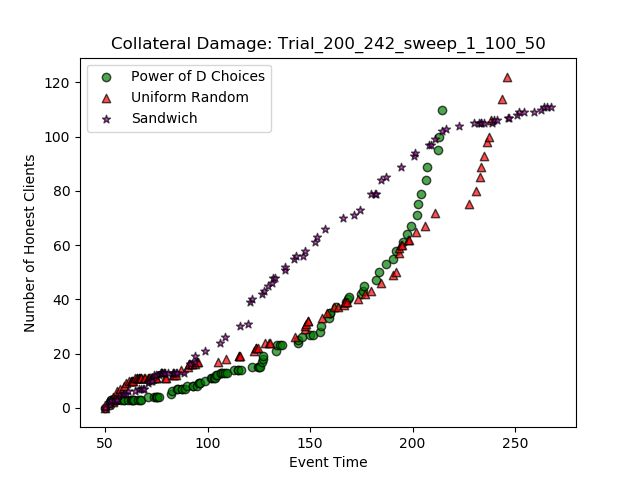 Collateral Damage: Trial_200_242_sweep_1_100_50
Power of D Choices
Uniform Random
Sandwich
120
100
80
60
40
20
0
Number of Honest Clients
50 100 150 200 250
Event Time